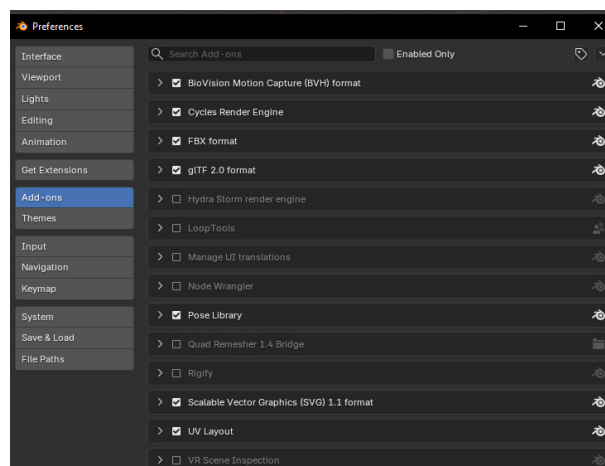 Preferences
Interface
Viewport
Lights
Editing
Animation
Get Extensions
Add-ons
Themes
Input
Navigation
Keymap
System
Save & Load
File Paths
Search Add-ons
Enabled Only
BioVision Motion Capture (BVH) format
Cycles Render Engine
FBX format
glTF 2.0 format
Hydra Storm render engine
LoopTools
Manage UI translations
Node Wrangler
Pose Library
Quad Remesher 1.4 Bridge
Rigify
Scalable Vector Graphics (SVG) 1.1 format
UV Layout
VR Scene Inspection